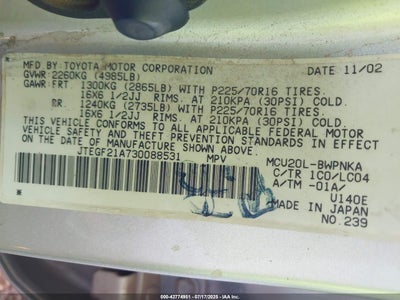 MFD BY TOYOTA MOTOR CORPORATION DATE 11/02
GVWR 2260KG (4985LB)
GAWR FRT. 1300KG (2865LB) WITH P225/70R16 TIRES.
16X6 1/2JJ RIMS. AT 210KPA (30PSI) COLD.
RR. 1240KG (2735LB) WITH P225/70R16 TIRES.
16X6 1/2JJ RIMS. AT 210KPA (30PSI) COLD.
THIS VEHICLE CONFORMS TO ALL APPLICABLE FEDERAL MOTOR
VEHICLE SAFETY STANDARDS IN EFFECT ON THE
DATE OF MANUFACTURE SHOWN ABOVE.
JTEGF21A730088531 MPV MCU20L-BWPNKA
C/TR 1C0/LC04
A/TM -01A/
U140E
MADE IN JAPAN
NO.239
000-42774951 - 07/17/2025 - IAA Inc.